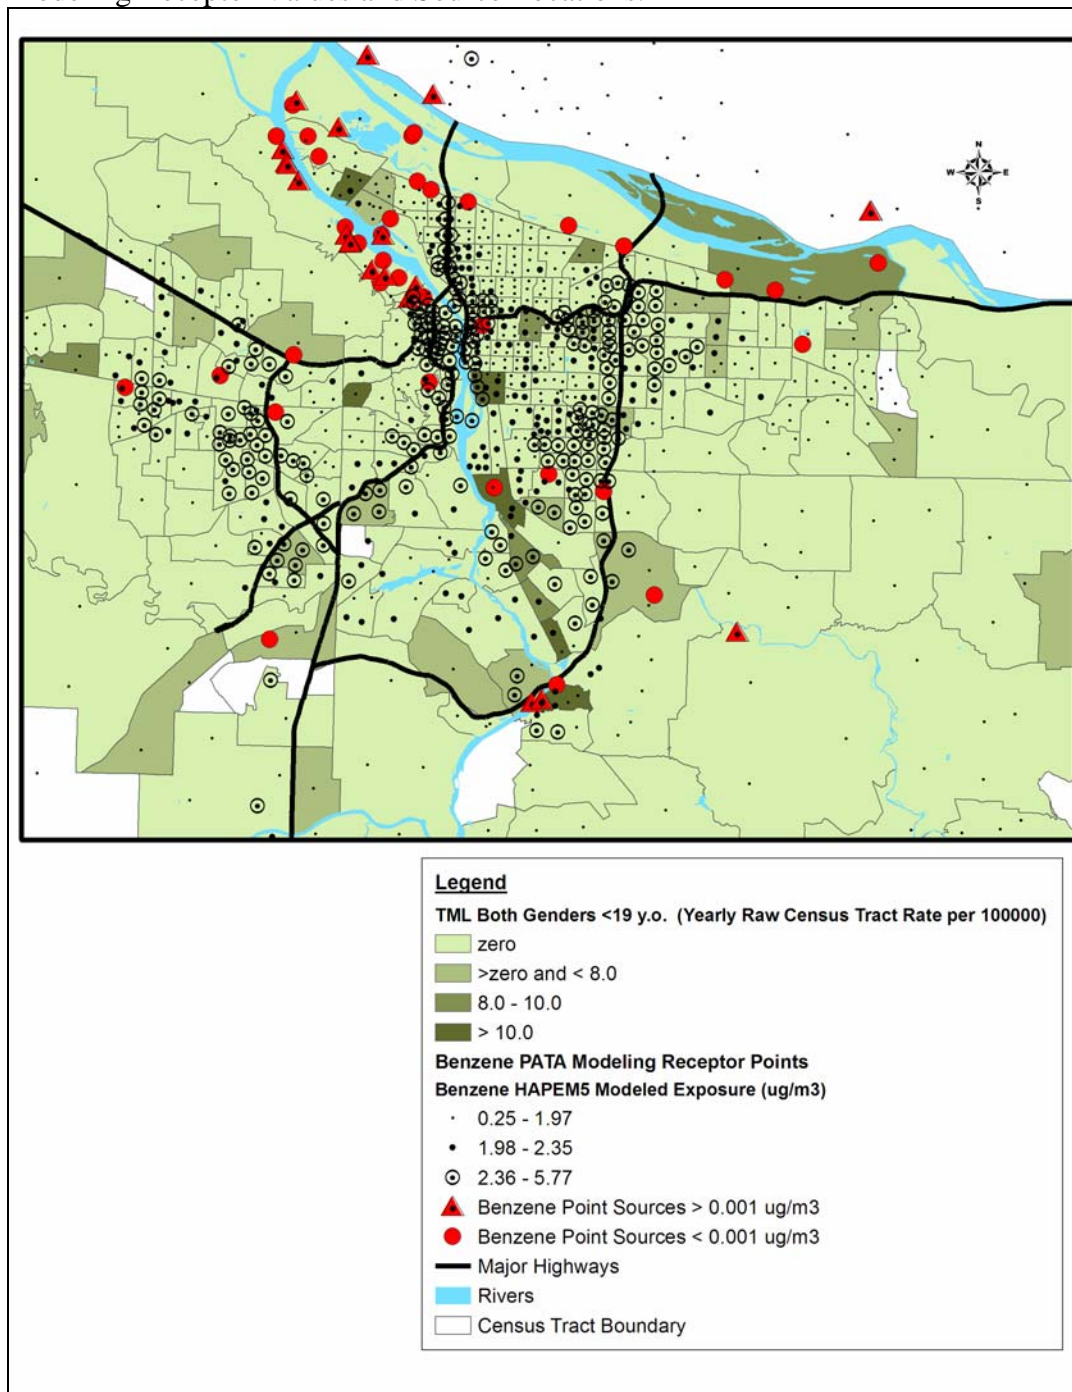 N
W E
S
Legend
TML Both Genders <19 y.o. (Yearly Raw Census Tract Rate per 100000)
zero
>zero and < 8.0
8.0 - 10.0
> 10.0
Benzene PATA Modeling Receptor Points
Benzene HAPEM5 Modeled Exposure (ug/m3)
0.25 - 1.97
1.98 - 2.35
2.36 - 5.77
Benzene Point Sources > 0.001 ug/m3
Benzene Point Sources < 0.001 ug/m3
Major Highways
Rivers
Census Tract Boundary